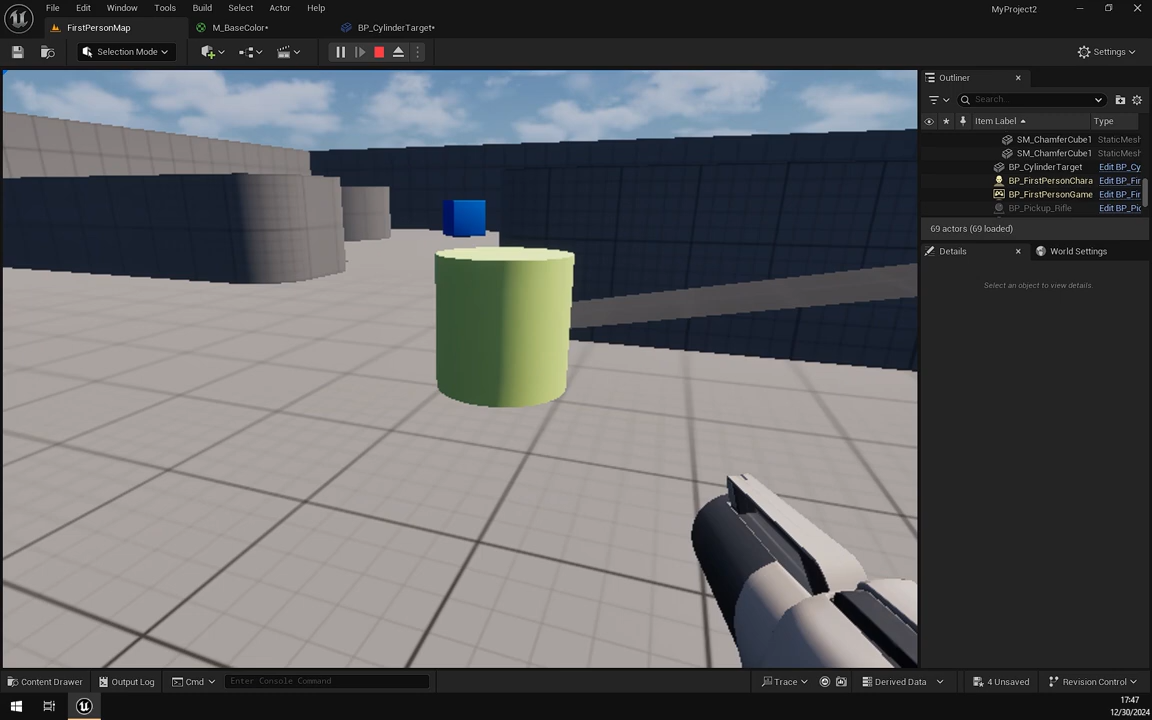 File Edit Window Tools Build Select Actor Help
MyProject2
FirstPersonMap M_BaseColor* BP_CylinderTarget*
Selection Mode Settings
Outliner
Search...
Item Label Type
SM_ChamferCube1 StaticMesh
SM_ChamferCube1 StaticMesh
BP_CylinderTarget Edit BP_Cy
BP_FirstPersonChara Edit BP_Fir
BP_FirstPersonGame Edit BP_Fir
BP_Pickup_Rifle Edit BP_Pic
69 actors (69 loaded)
Details World Settings
Select an object to view details.
Content Drawer Output Log Cmd Enter Console Command Trace Derived Data 4 Unsaved Revision Control
17:47
12/30/2024